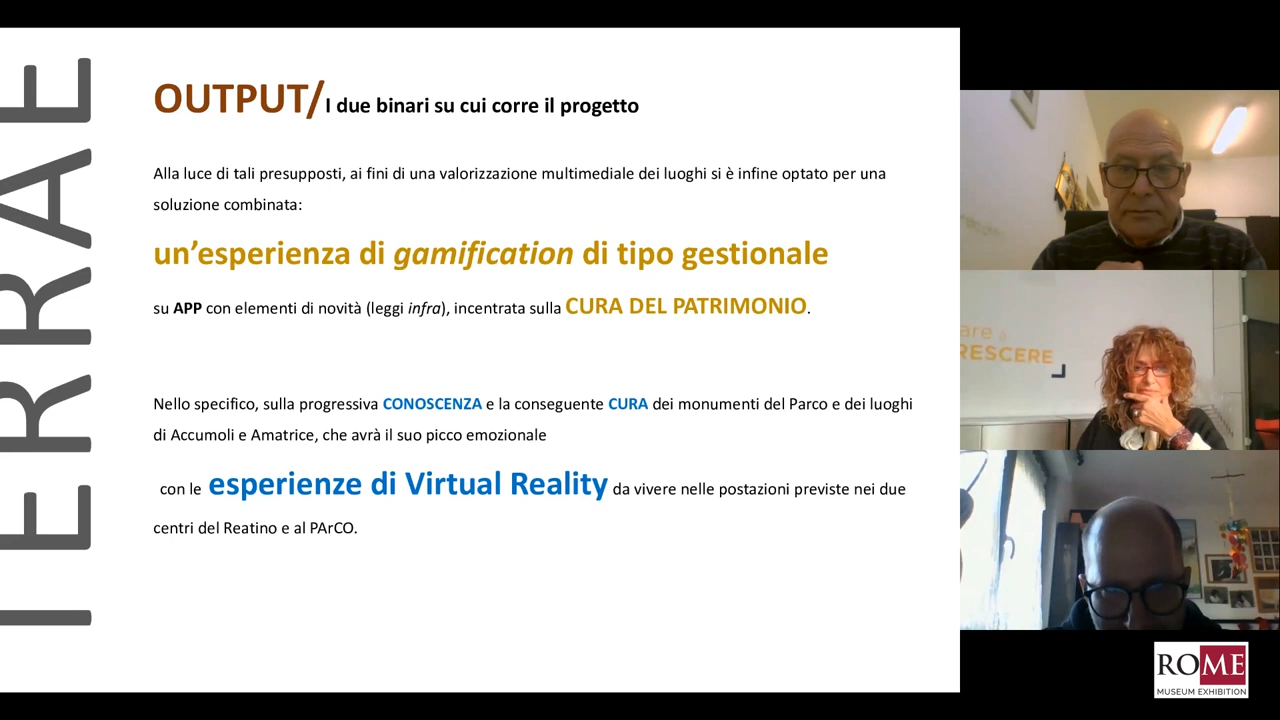 TERRAE
OUTPUT/I due binari su cui corre il progetto
Alla luce di tali presupposti, ai fini di una valorizzazione multimediale dei luoghi si è infine optato per una
soluzione combinata:
un’esperienza di gamification di tipo gestionale
su APP con elementi di novità (leggi infra), incentrata sulla CURA DEL PATRIMONIO.
Nello specifico, sulla progressiva CONOSCENZA e la conseguente CURA dei monumenti del Parco e dei luoghi
di Accumoli e Amatrice, che avrà il suo picco emozionale
con le esperienze di Virtual Reality da vivere nelle postazioni previste nei due
centri del Reatino e al PArCO.
are a
RESCERE
ROME
MUSEUM EXHIBITION